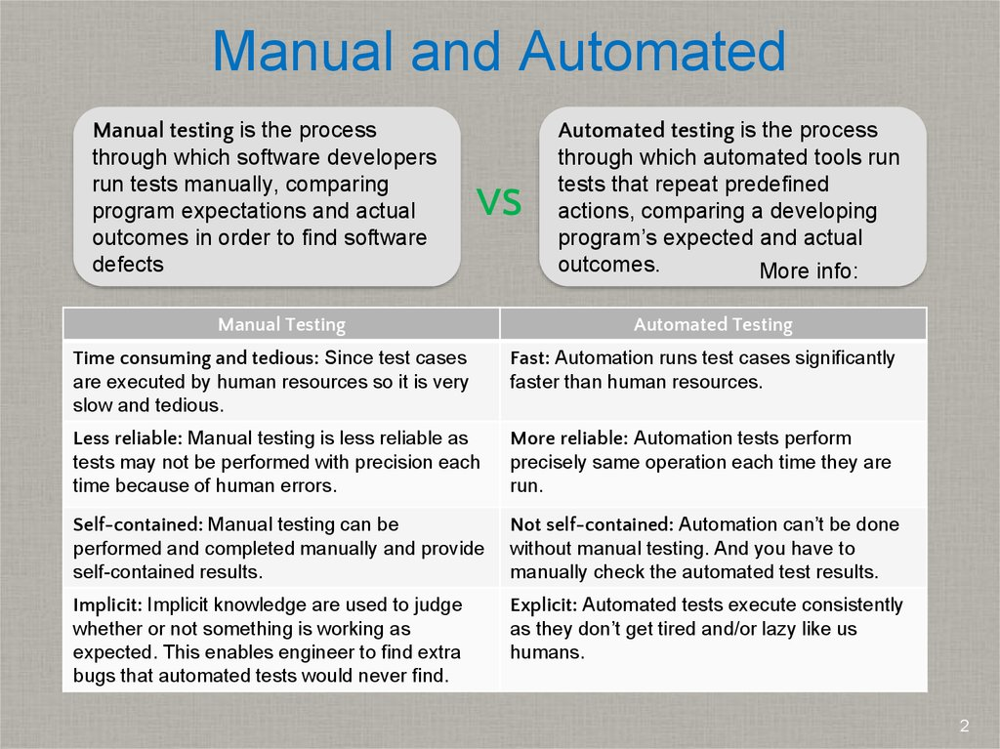 Manual and Automated
Manual testing is the process
through which software developers
run tests manually, comparing
program expectations and actual
outcomes in order to find software
defects
vs
Automated testing is the process
through which automated tools run
tests that repeat predefined
actions, comparing a developing
program’s expected and actual
outcomes.
More info:
Manual Testing
Automated Testing
Time consuming and tedious: Since test cases
are executed by human resources so it is very
slow and tedious.
Fast: Automation runs test cases significantly
faster than human resources.
Less reliable: Manual testing is less reliable as
tests may not be performed with precision each
time because of human errors.
More reliable: Automation tests perform
precisely same operation each time they are
run.
Self-contained: Manual testing can be
performed and completed manually and provide
self-contained results.
Not self-contained: Automation can’t be done
without manual testing. And you have to
manually check the automated test results.
Implicit: Implicit knowledge are used to judge
whether or not something is working as
expected. This enables engineer to find extra
bugs that automated tests would never find.
Explicit: Automated tests execute consistently
as they don’t get tired and/or lazy like us
humans.
2